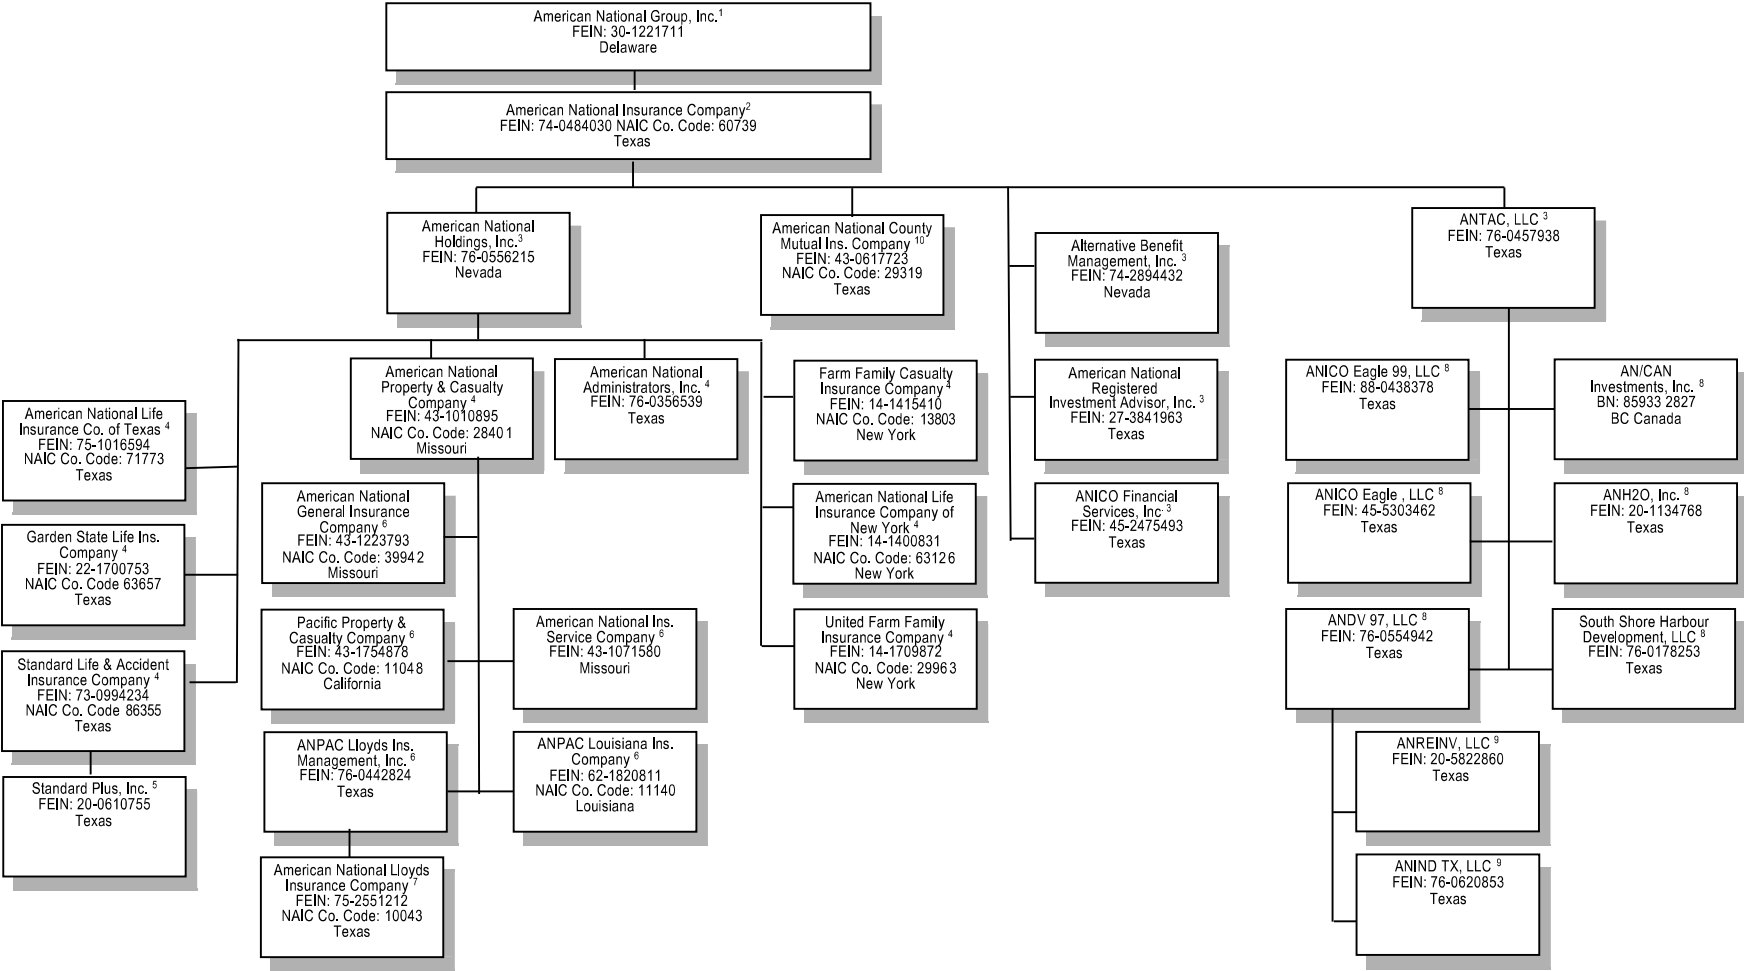 American National Group, Inc.1
FEIN: 30-1221711
Delaware
American National Insurance Company2
FEIN: 74-0484030 NAIC Co. Code: 60739
Texas
American National
Holdings, Inc.3
FEIN: 76-0556215
Nevada
American National County
Mutual Ins. Company 10
FEIN: 43-0617723
NAIC Co. Code: 29319
Texas
Alternative Benefit
Management, Inc. 3
FEIN: 74-2894432
Nevada
ANTAC, LLC 3
FEIN: 76-0457938
Texas
American National Life
Insurance Co. of Texas 4
FEIN: 75-1016594
NAIC Co. Code: 71773
Texas
American National
Property & Casualty
Company 4
FEIN: 43-1010895
NAIC Co. Code: 28401
Missouri
American National
Administrators, Inc. 4
FEIN: 76-0356539
Texas
Farm Family Casualty
Insurance Company 4
FEIN: 14-1415410
NAIC Co. Code: 13803
New York
American National
Registered
Investment Advisor, Inc. 3
FEIN: 27-3841963
Texas
ANICO Eagle 99, LLC 8
FEIN: 88-0438378
Texas
AN/CAN
Investments, Inc. 8
BN: 85933 2827
BC Canada
Garden State Life Ins.
Company 4
FEIN: 22-1700753
NAIC Co. Code 63657
Texas
American National
General Insurance
Company 6
FEIN: 43-1223793
NAIC Co. Code: 39942
Missouri
American National Life
Insurance Company of
New York 4
FEIN: 14-1400831
NAIC Co. Code: 63126
New York
ANICO Financial
Services, Inc. 3
FEIN: 45-2475493
Texas
ANICO Eagle , LLC 8
FEIN: 45-5303462
Texas
ANH2O, Inc. 8
FEIN: 20-1134768
Texas
Standard Life & Accident
Insurance Company 4
FEIN: 73-0994234
NAIC Co. Code 86355
Texas
Pacific Property &
Casualty Company 6
FEIN: 43-1754878
NAIC Co. Code: 11048
California
American National Ins.
Service Company 6
FEIN: 43-1071580
Missouri
United Farm Family
Insurance Company 4
FEIN: 14-1709872
NAIC Co. Code: 29963
New York
ANDV 97, LLC 8
FEIN: 76-0554942
Texas
South Shore Harbour
Development, LLC 8
FEIN: 76-0178253
Texas
Standard Plus, Inc. 5
FEIN: 20-0610755
Texas
ANPAC Lloyds Ins.
Management, Inc. 6
FEIN: 76-0442824
Texas
ANPAC Louisiana Ins.
Company 6
FEIN: 62-1820811
NAIC Co. Code: 11140
Louisiana
ANREINV, LLC 9
FEIN: 20-5822860
Texas
American National Lloyds
Insurance Company 7
FEIN: 75-2551212
NAIC Co. Code: 10043
Texas
ANIND TX, LLC 9
FEIN: 76-0620853
Texas